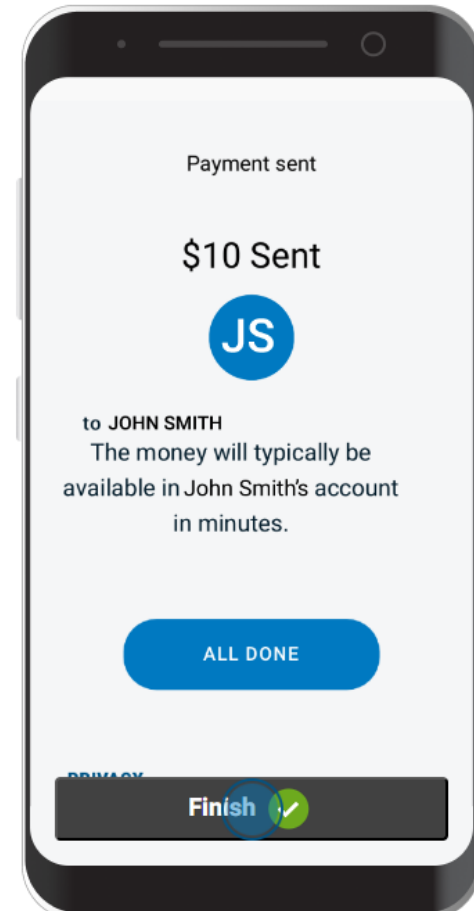 Payment sent
$10 Sent
JS
to JOHN SMITH
The money will typically be
available in John Smith's account
in minutes.
ALL DONE
PRIVACY
Finish